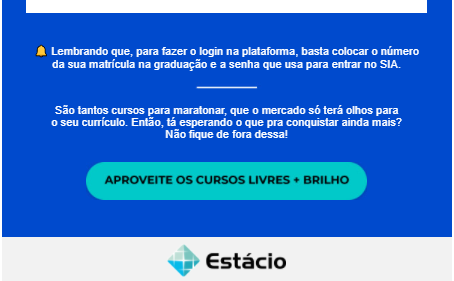 🔔 Lembrando que, para fazer o login na plataforma, basta colocar o número
da sua matrícula na graduação e a senha que usa para entrar no SIA.
São tantos cursos para maratonar, que o mercado só terá olhos para
o seu currículo. Então, tá esperando o que pra conquistar ainda mais?
Não fique de fora dessa!
APROVEITE OS CURSOS LIVRES + BRILHO
Estácio